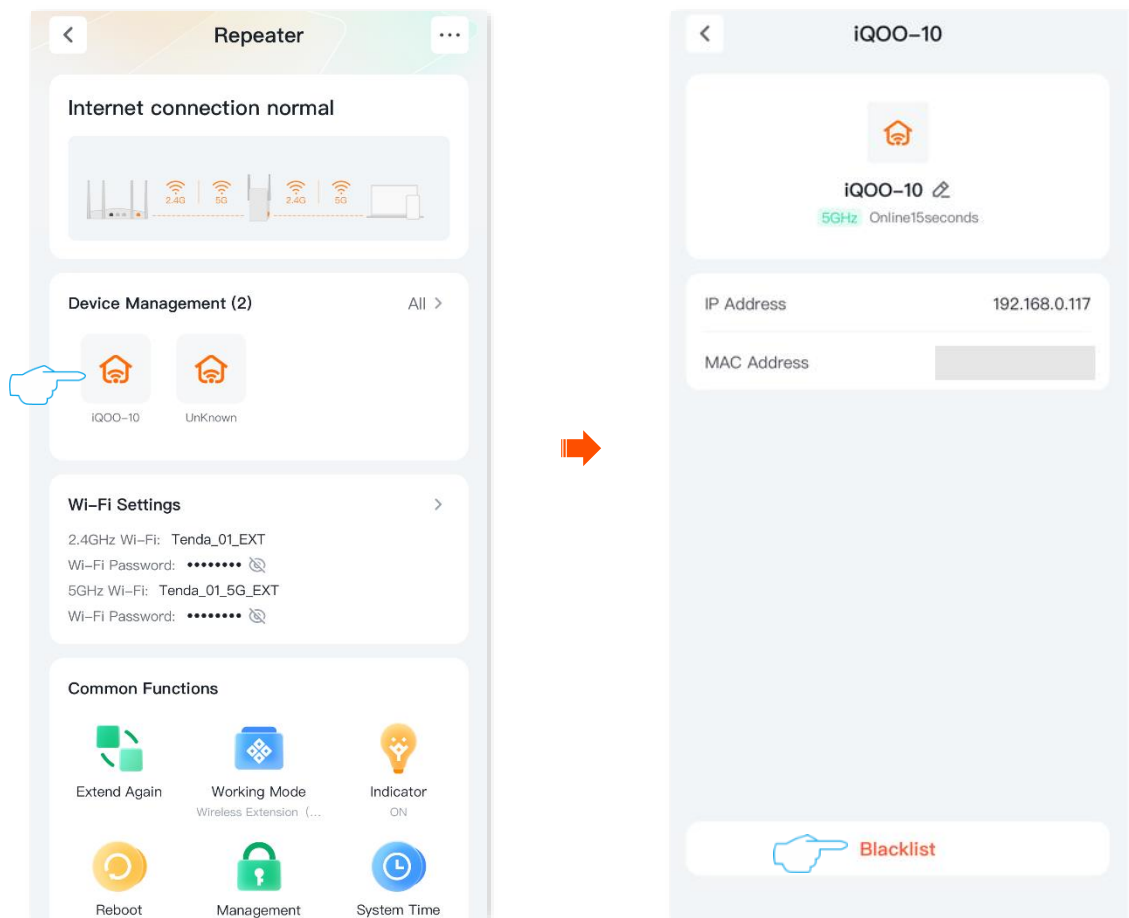 Repeater
Internet connection normal
2.4G 5G 2.4G 5G
Device Management (2) All
iQOO-10 UnKnown
Wi-Fi Settings
2.4GHz Wi-Fi: Tenda_01_EXT
Wi-Fi Password: ••••••••
5GHz Wi-Fi: Tenda_01_5G_EXT
Wi-Fi Password: ••••••••
Common Functions
Extend Again Working Mode Indicator
Wireless Extension (... ON
Reboot Management System Time
iQOO-10
iQOO-10
5GHz Online15seconds
IP Address 192.168.0.117
MAC Address
Blacklist